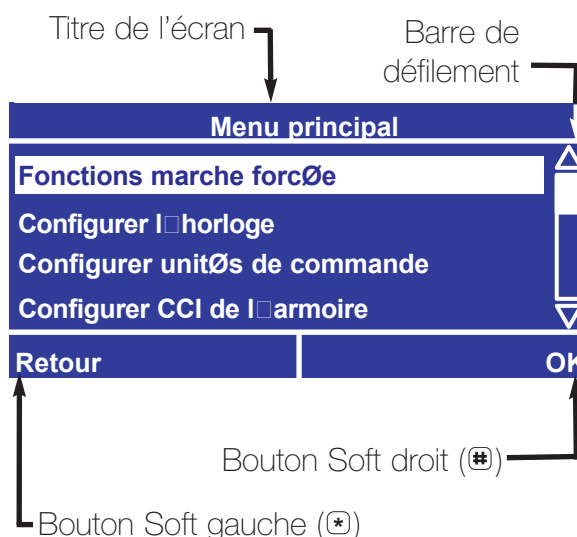 Titre de l’écran
Barre de
défilement
Menu principal
Fonctions marche forcØe
Configurer l□horloge
Configurer unitØs de commande
Configurer CCI de l□armoire
Retour
OK
Bouton Soft droit (#)
Bouton Soft gauche (*)